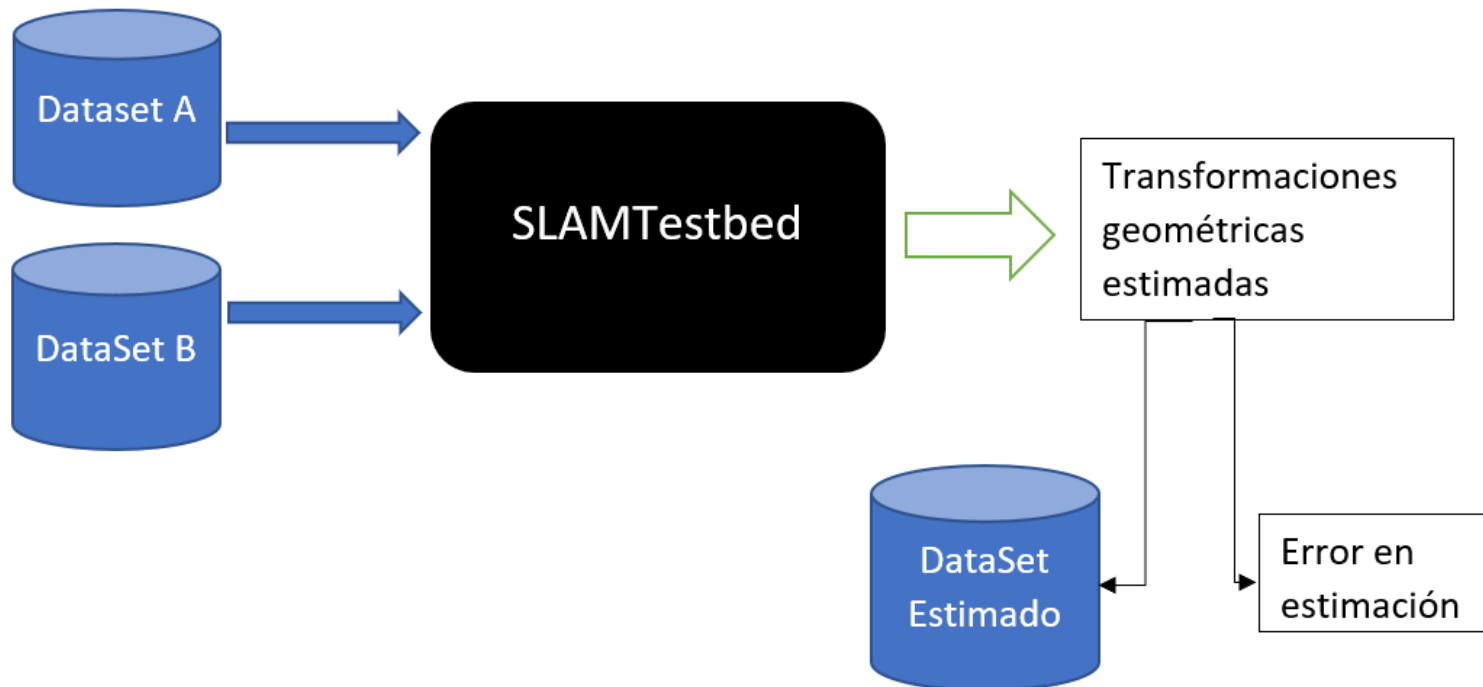 Dataset A
DataSet B
SLAMTestbed
Transformaciones
geométricas
estimadas
DataSet
Estimado
Error en
estimación